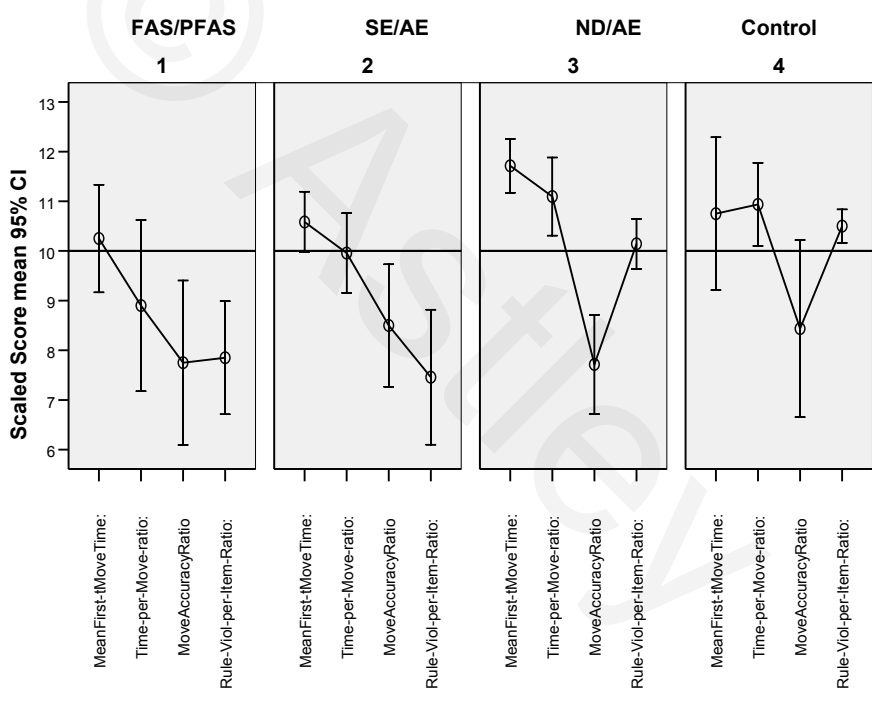 FAS/PFAS SE/AE ND/AE Control
1 2 3 4
Scaled Score mean 95% CI
13
12
11
10
9
8
7
6
MeanFirst-tMoveTime:
Time-per-Move-ratio:
MoveAccuracyRatio
Rule-Viol-per-Item-Ratio:
MeanFirst-tMoveTime:
Time-per-Move-ratio:
MoveAccuracyRatio
Rule-Viol-per-Item-Ratio:
MeanFirst-tMoveTime:
Time-per-Move-ratio:
MoveAccuracyRatio
Rule-Viol-per-Item-Ratio:
MeanFirst-tMoveTime:
Time-per-Move-ratio:
MoveAccuracyRatio
Rule-Viol-per-Item-Ratio:
© Astley